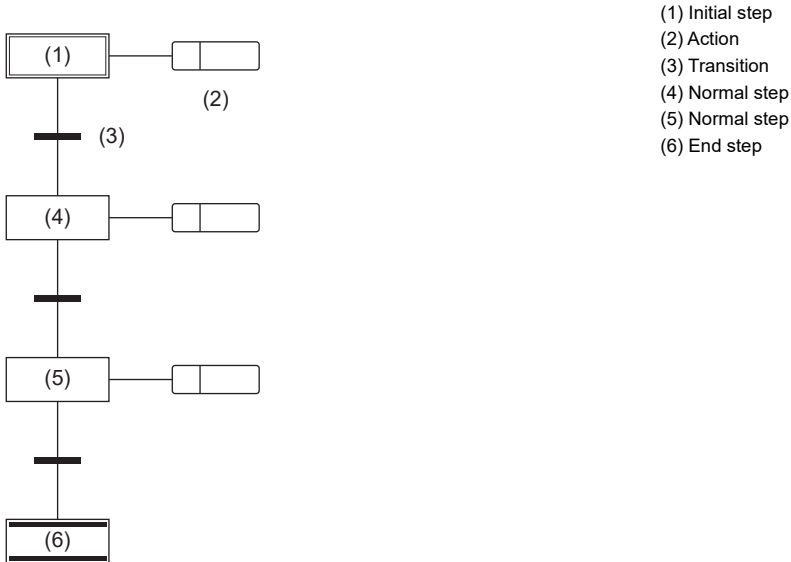 (1) Initial step
(2) Action
(3) Transition
(4) Normal step
(5) Normal step
(6) End step
(1)
(2)
(3)
(4)
(5)
(6)